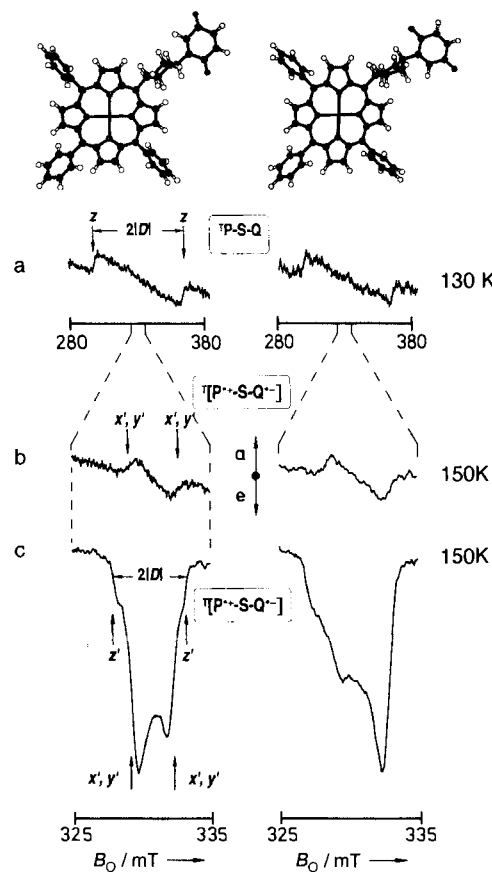 z z
2|D|
ᵀP-S-Q
a
130 K
280 380 280 380
ᵀ[P•+-S-Q•−]
x', y' x', y'
b
a
e
150K
c
150K
2|D|
ᵀ[P•+-S-Q•−]
z' z'
x', y' x', y'
325 335 325 335
B₀ / mT → B₀ / mT →